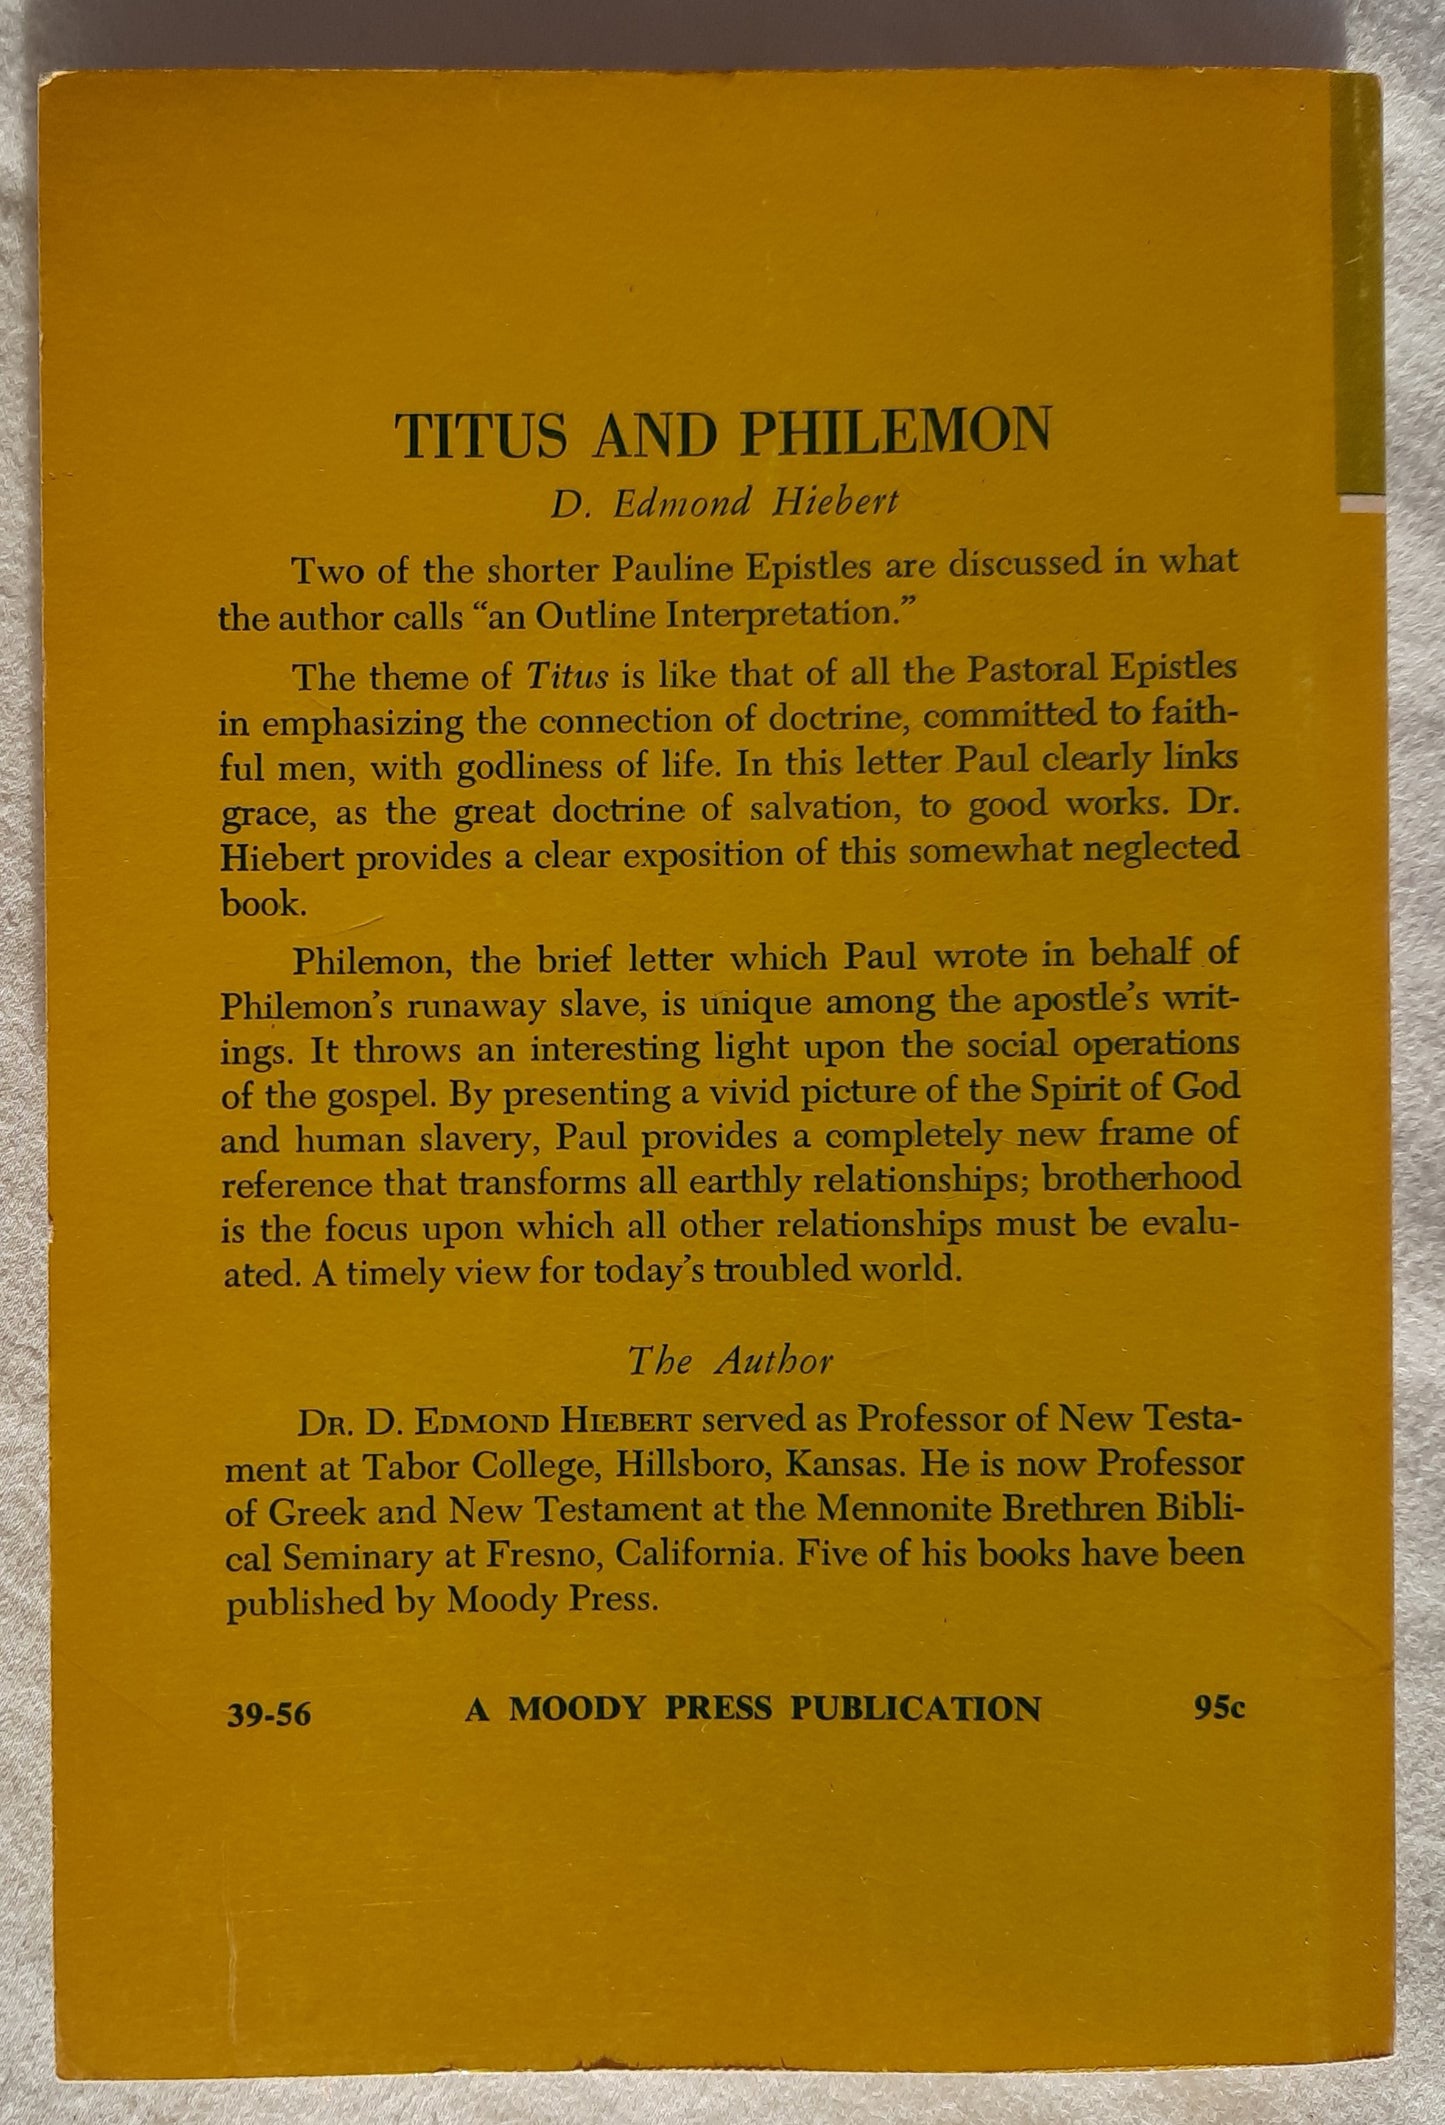 TITUS AND PHILEMON
D. Edmond Hiebert
Two of the shorter Pauline Epistles are discussed in what
the author calls “an Outline Interpretation.”
The theme of Titus is like that of all the Pastoral Epistles
in emphasizing the connection of doctrine, committed to faith-
ful men, with godliness of life. In this letter Paul clearly links
grace, as the great doctrine of salvation, to good works. Dr.
Hiebert provides a clear exposition of this somewhat neglected
book.
Philemon, the brief letter which Paul wrote in behalf of
Philemon’s runaway slave, is unique among the apostle’s writ-
ings. It throws an interesting light upon the social operations
of the gospel. By presenting a vivid picture of the Spirit of God
and human slavery, Paul provides a completely new frame of
reference that transforms all earthly relationships; brotherhood
is the focus upon which all other relationships must be evalu-
ated. A timely view for today’s troubled world.
The Author
DR. D. EDMOND HIEBERT served as Professor of New Testa-
ment at Tabor College, Hillsboro, Kansas. He is now Professor
of Greek and New Testament at the Mennonite Brethren Bibli-
cal Seminary at Fresno, California. Five of his books have been
published by Moody Press.
39-56 A MOODY PRESS PUBLICATION 95c